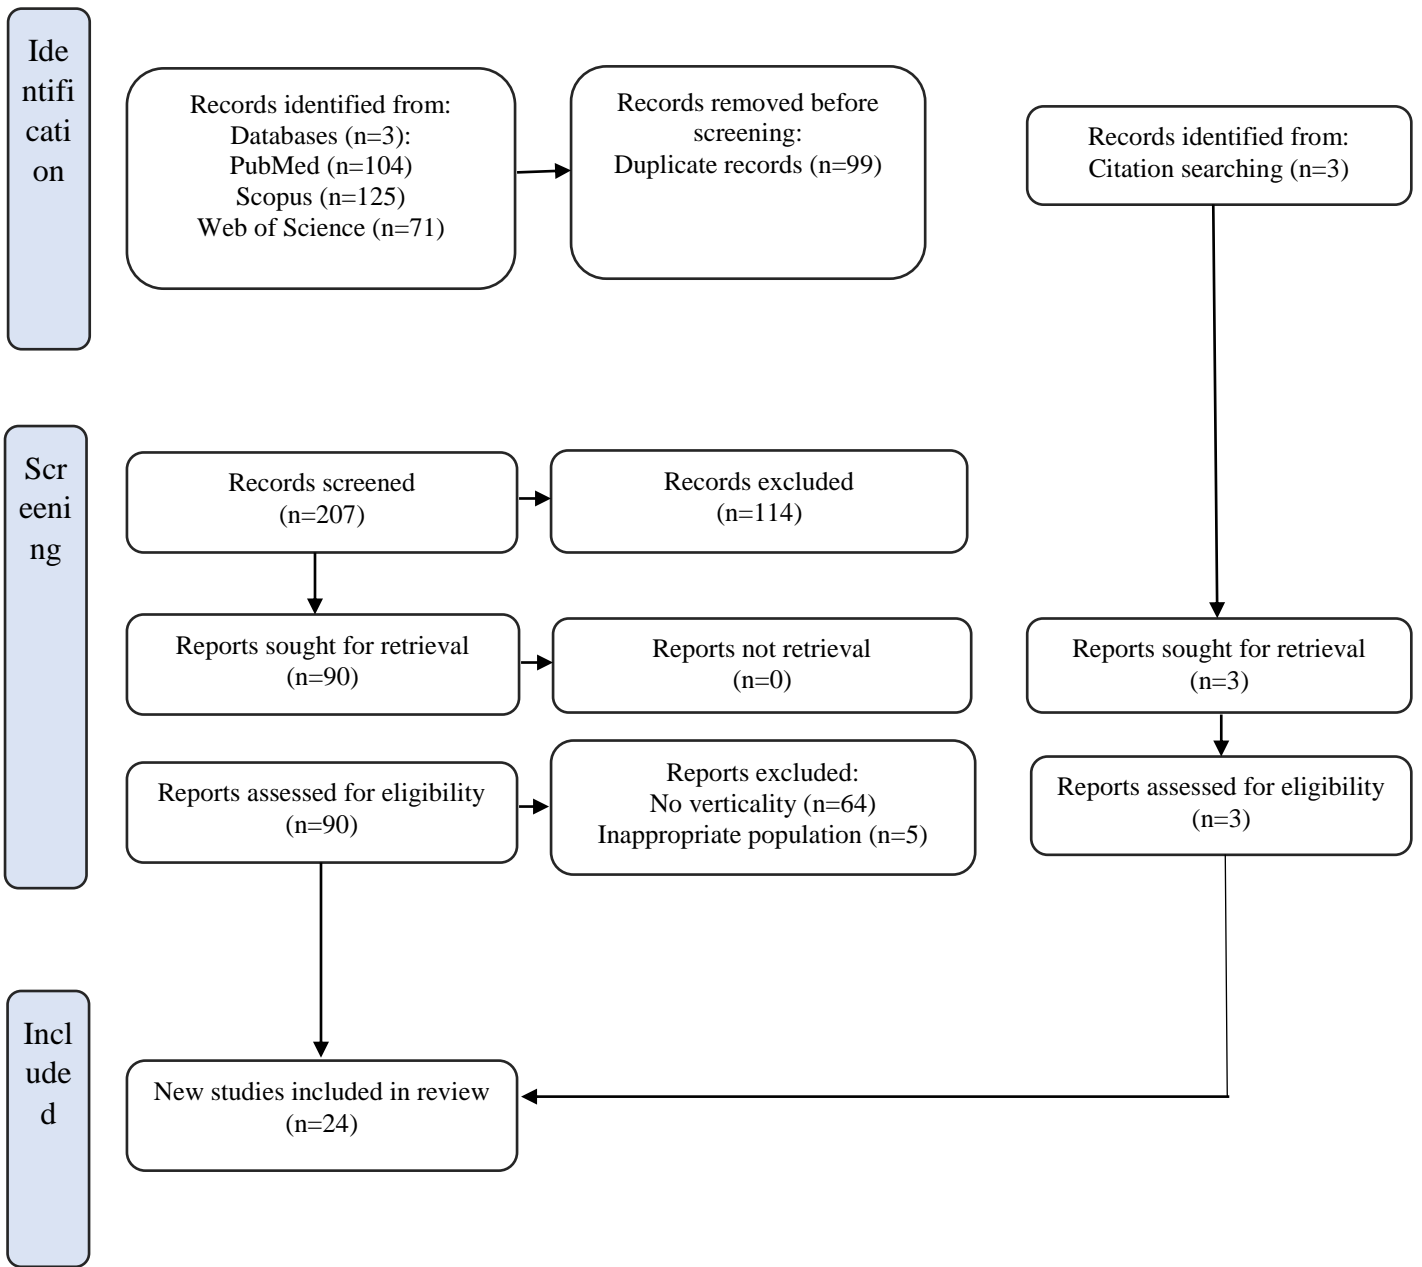 Ide
ntifi
cati
on
Records identified from:
Databases (n=3):
PubMed (n=104)
Scopus (n=125)
Web of Science (n=71)
Records removed before
screening:
Duplicate records (n=99)
Records identified from:
Citation searching (n=3)
Scr
eeni
ng
Records screened
(n=207)
Records excluded
(n=114)
Reports sought for retrieval
(n=90)
Reports not retrieval
(n=0)
Reports sought for retrieval
(n=3)
Reports assessed for eligibility
(n=90)
Reports excluded:
No verticality (n=64)
Inappropriate population (n=5)
Reports assessed for eligibility
(n=3)
Incl
ude
d
New studies included in review
(n=24)